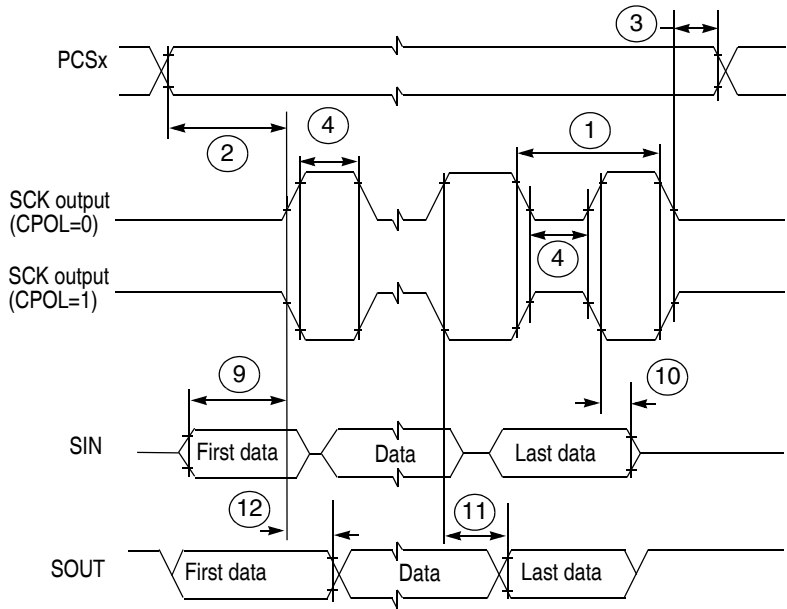 3
PCSx
2
4
1
SCK output
(CPOL=0)
4
SCK output
(CPOL=1)
9
10
SIN
First data
Data
Last data
12
11
SOUT
First data
Data
Last data